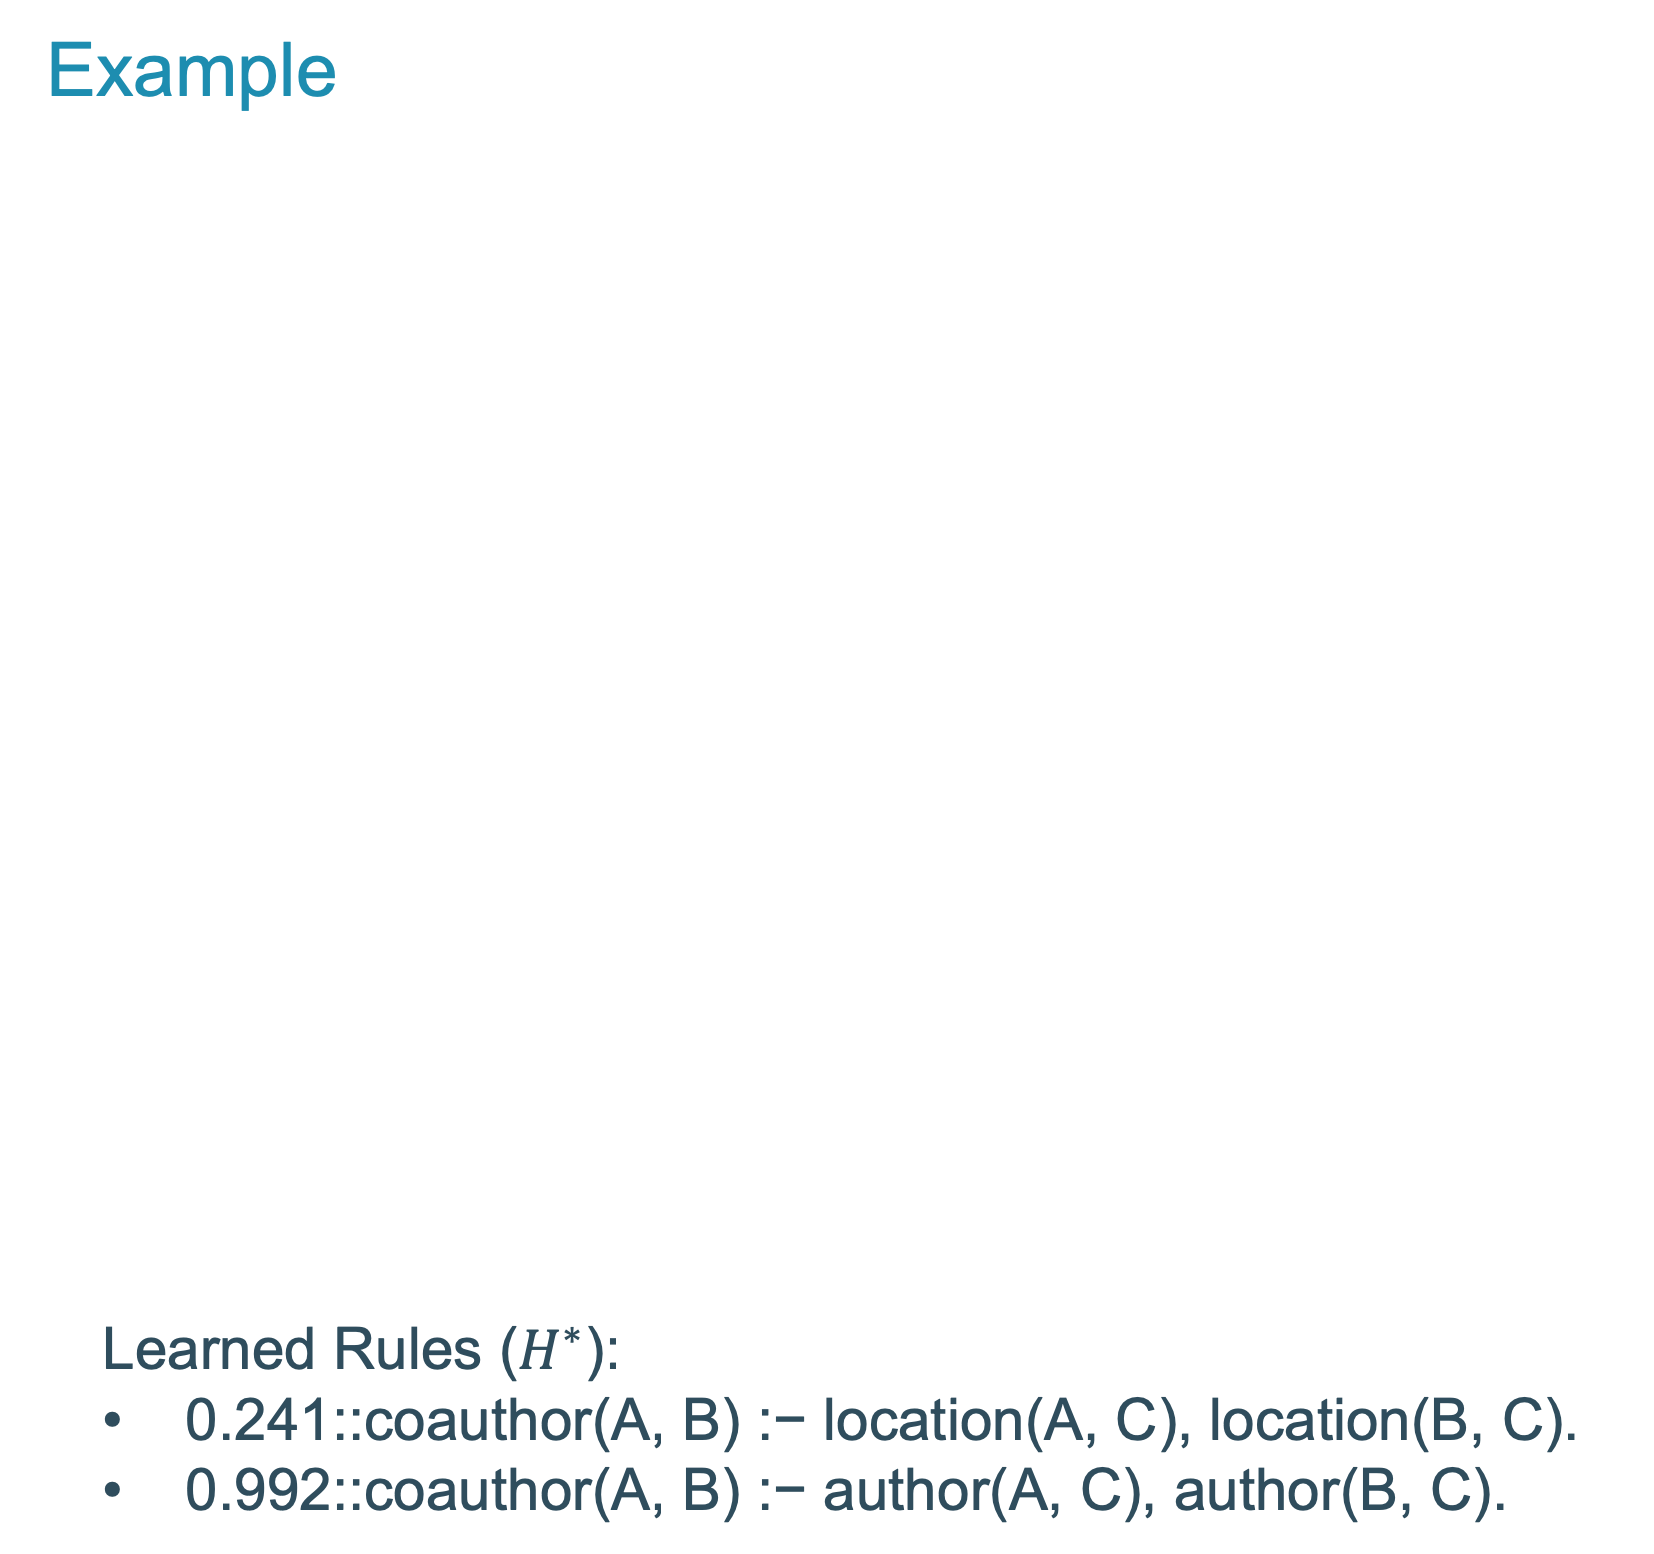 Example
Learned Rules (H*):
• 0.241::coauthor(A, B) :− location(A, C), location(B, C).
• 0.992::coauthor(A, B) :− author(A, C), author(B, C).